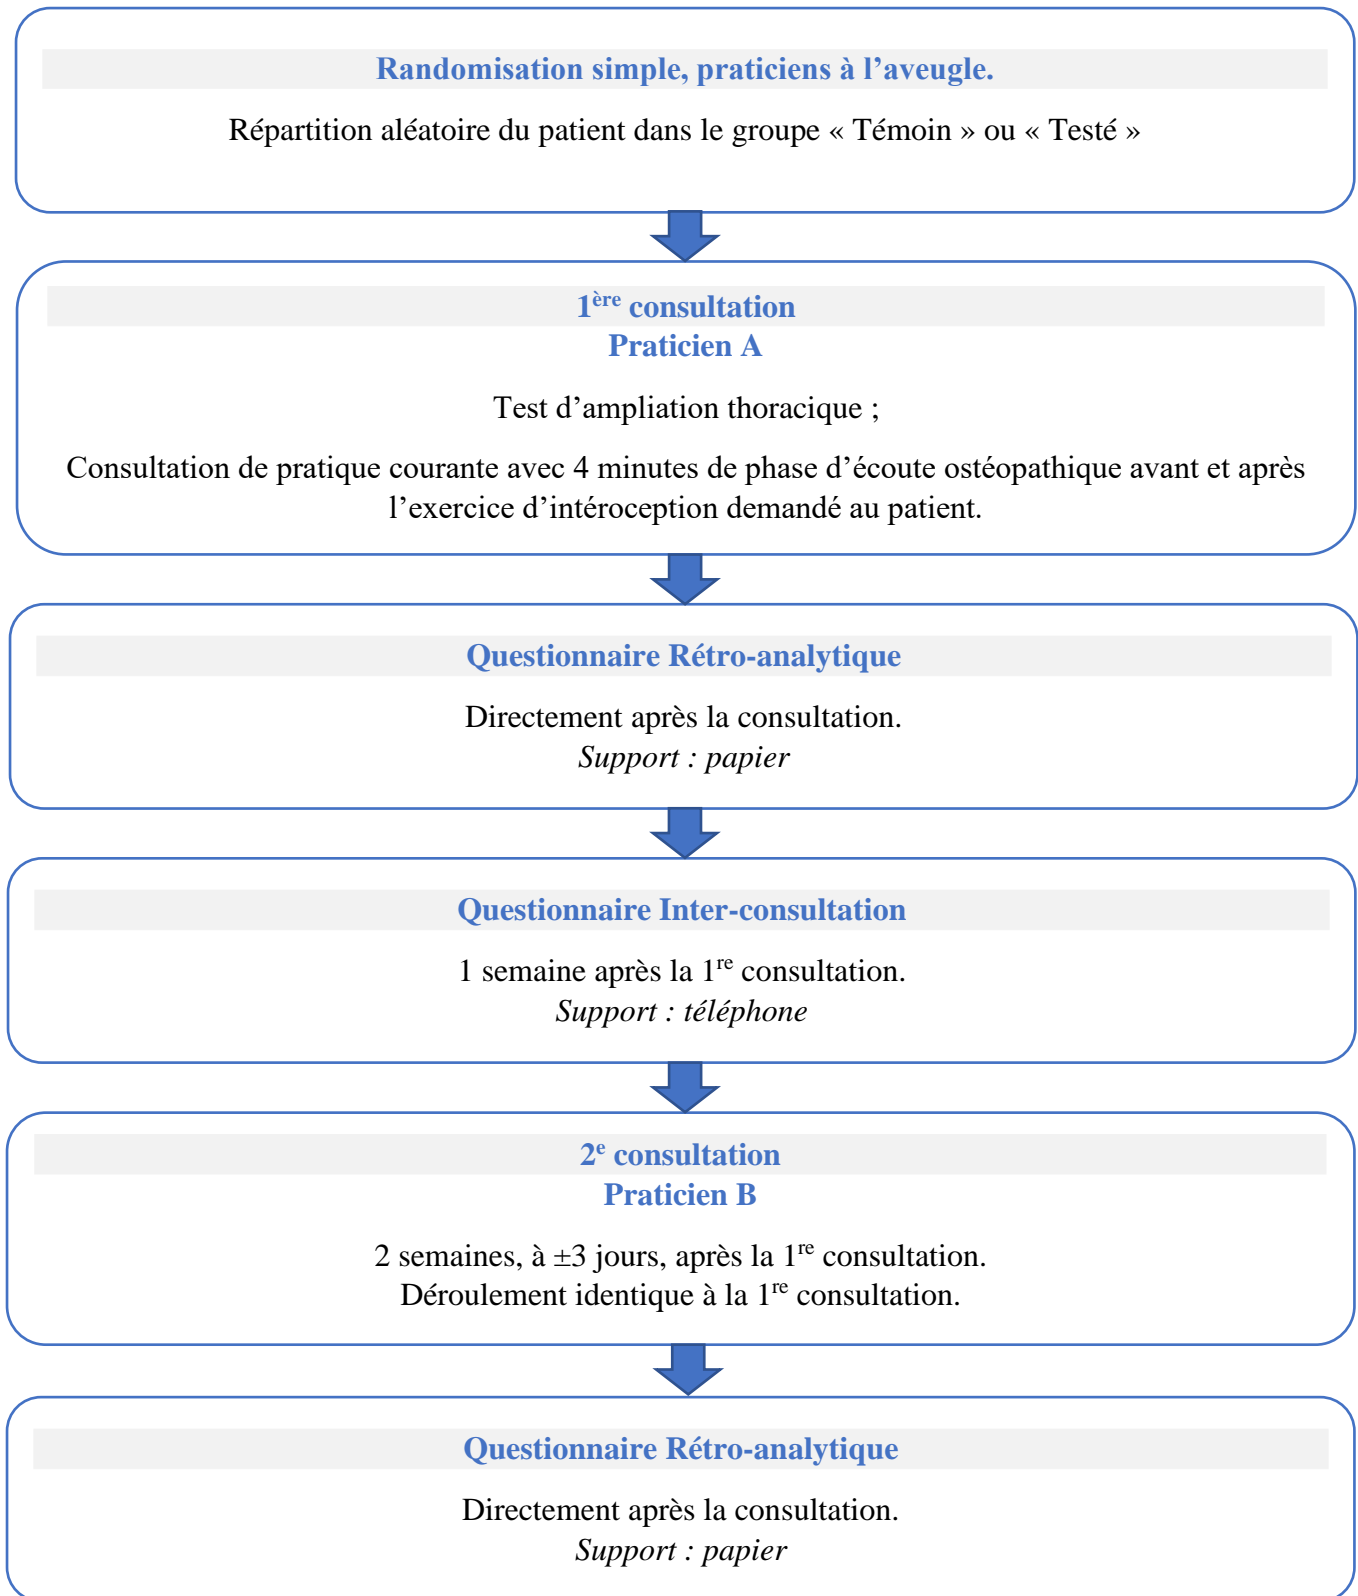 Randomisation simple, praticiens à l’aveugle.
Répartition aléatoire du patient dans le groupe « Témoin » ou « Testé »
1ère consultation
Praticien A
Test d’ampliation thoracique ;
Consultation de pratique courante avec 4 minutes de phase d’écoute ostéopathique avant et après
l’exercice d’intéroception demandé au patient.
Questionnaire Rétro-analytique
Directement après la consultation.
Support : papier
Questionnaire Inter-consultation
1 semaine après la 1re consultation.
Support : téléphone
2e consultation
Praticien B
2 semaines, à ±3 jours, après la 1re consultation.
Déroulement identique à la 1re consultation.
Questionnaire Rétro-analytique
Directement après la consultation.
Support : papier